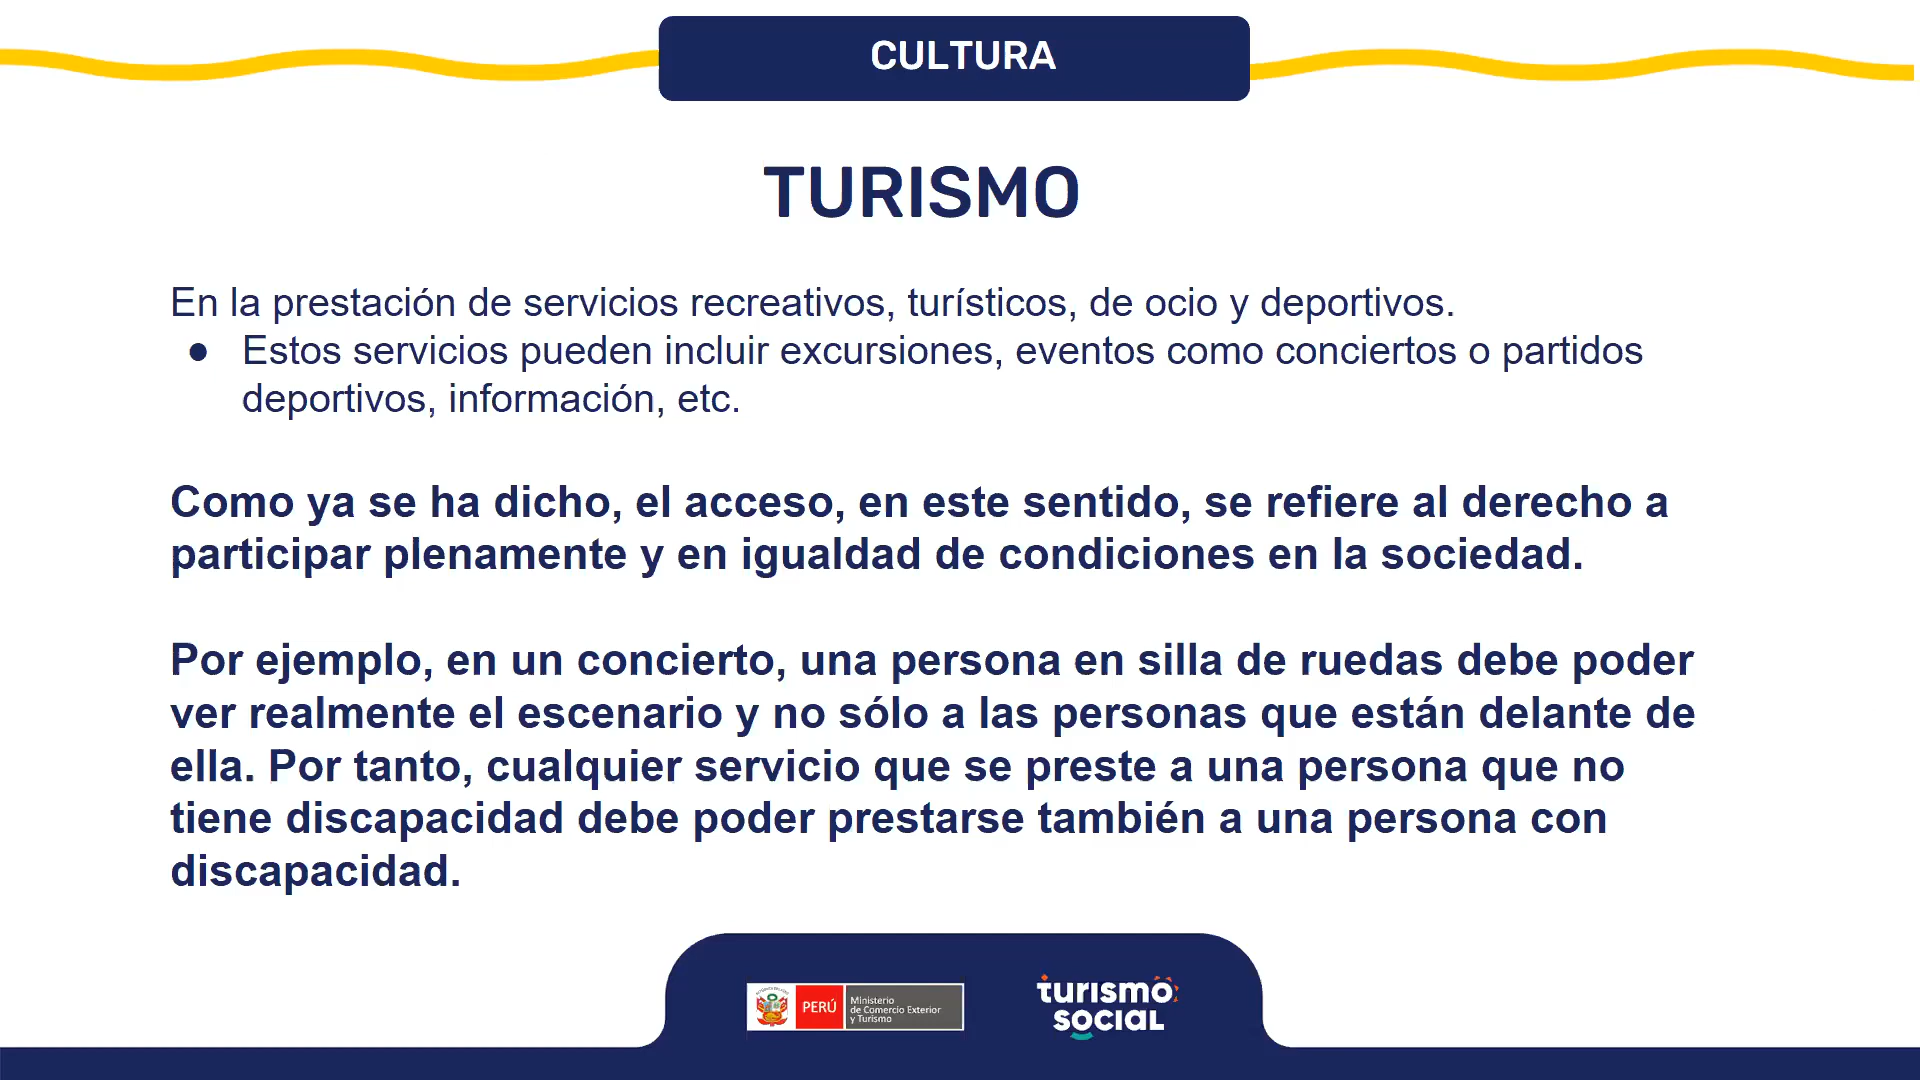 CULTURA
TURISMO
En la prestación de servicios recreativos, turísticos, de ocio y deportivos.
● Estos servicios pueden incluir excursiones, eventos como conciertos o partidos
deportivos, información, etc.
Como ya se ha dicho, el acceso, en este sentido, se refiere al derecho a
participar plenamente y en igualdad de condiciones en la sociedad.
Por ejemplo, en un concierto, una persona en silla de ruedas debe poder
ver realmente el escenario y no sólo a las personas que están delante de
ella. Por tanto, cualquier servicio que se preste a una persona que no
tiene discapacidad debe poder prestarse también a una persona con
discapacidad.
PERÚ
Ministerio
de Comercio Exterior
y Turismo
turismo
social